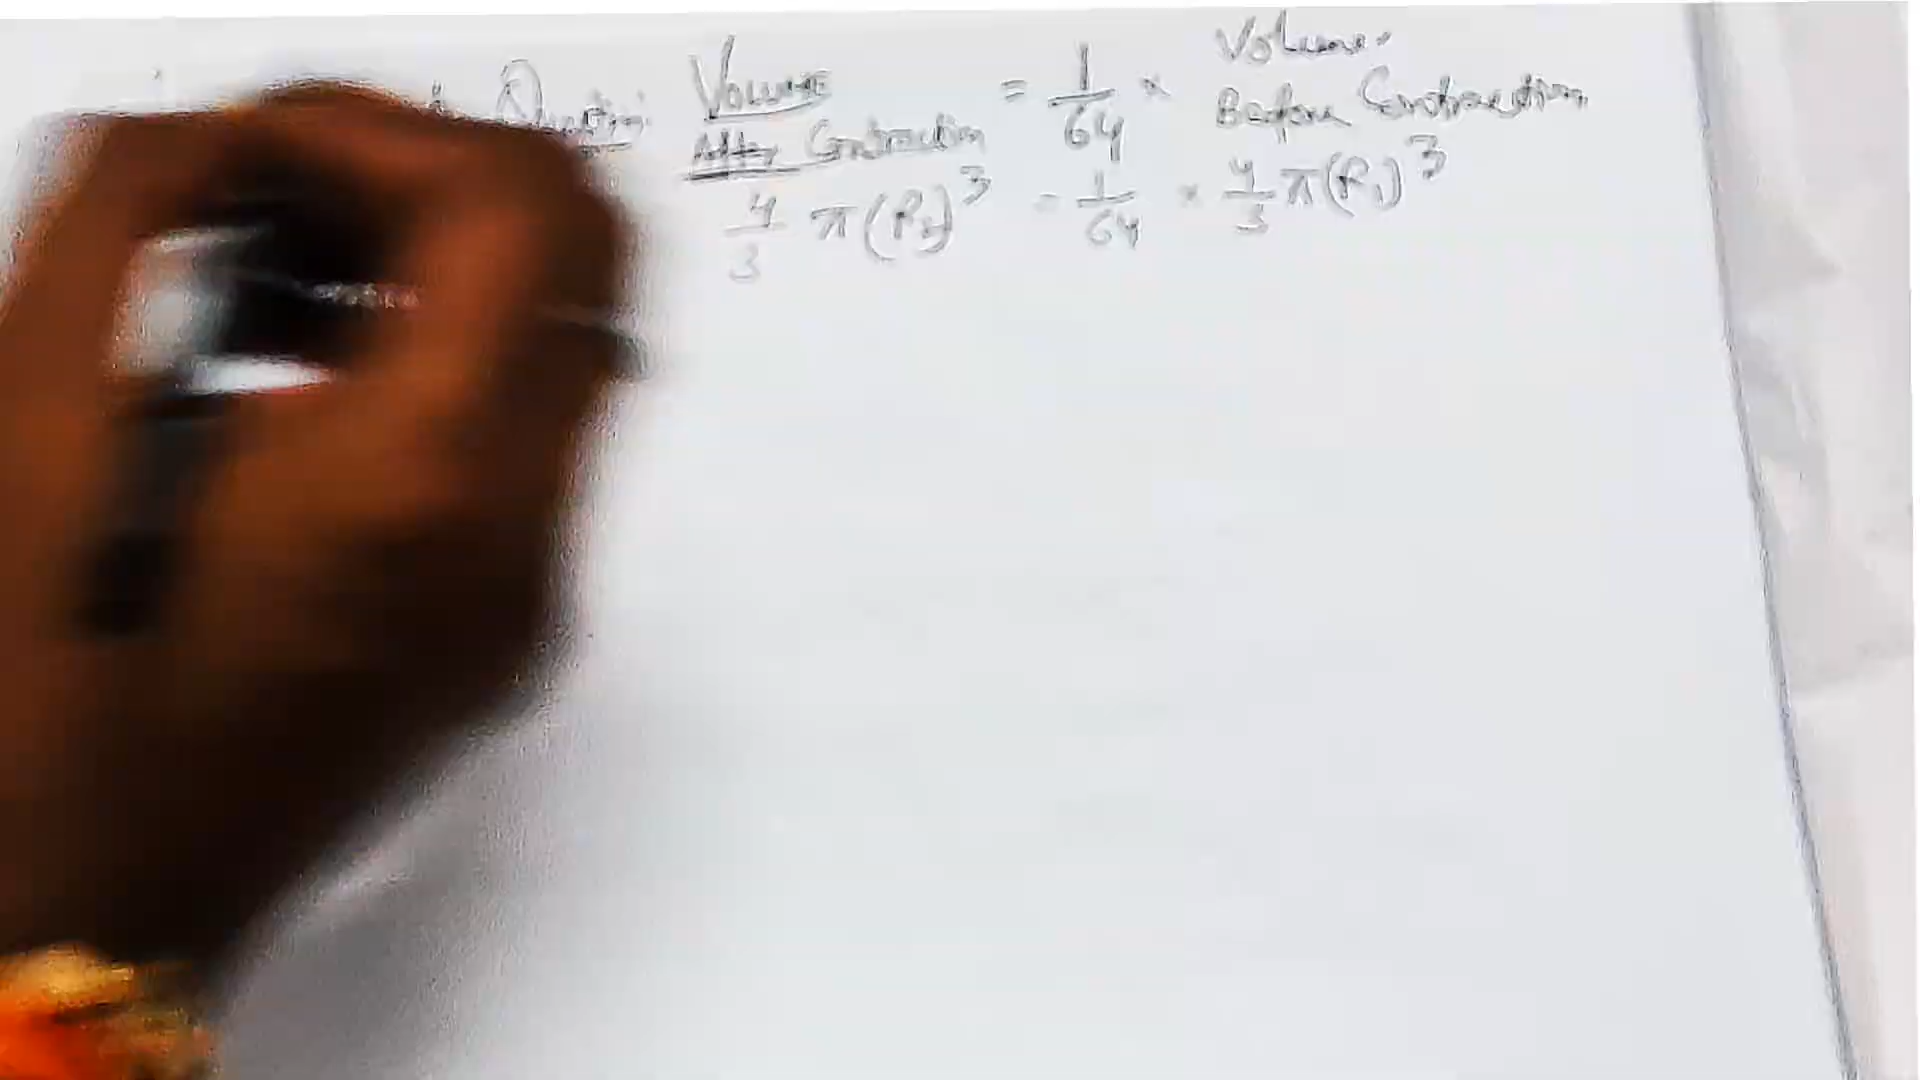 Volume = 1/64 × Volume
After Contraction Before Contraction
4/3 π(R₂)³ = 1/64 × 4/3 π(R₁)³